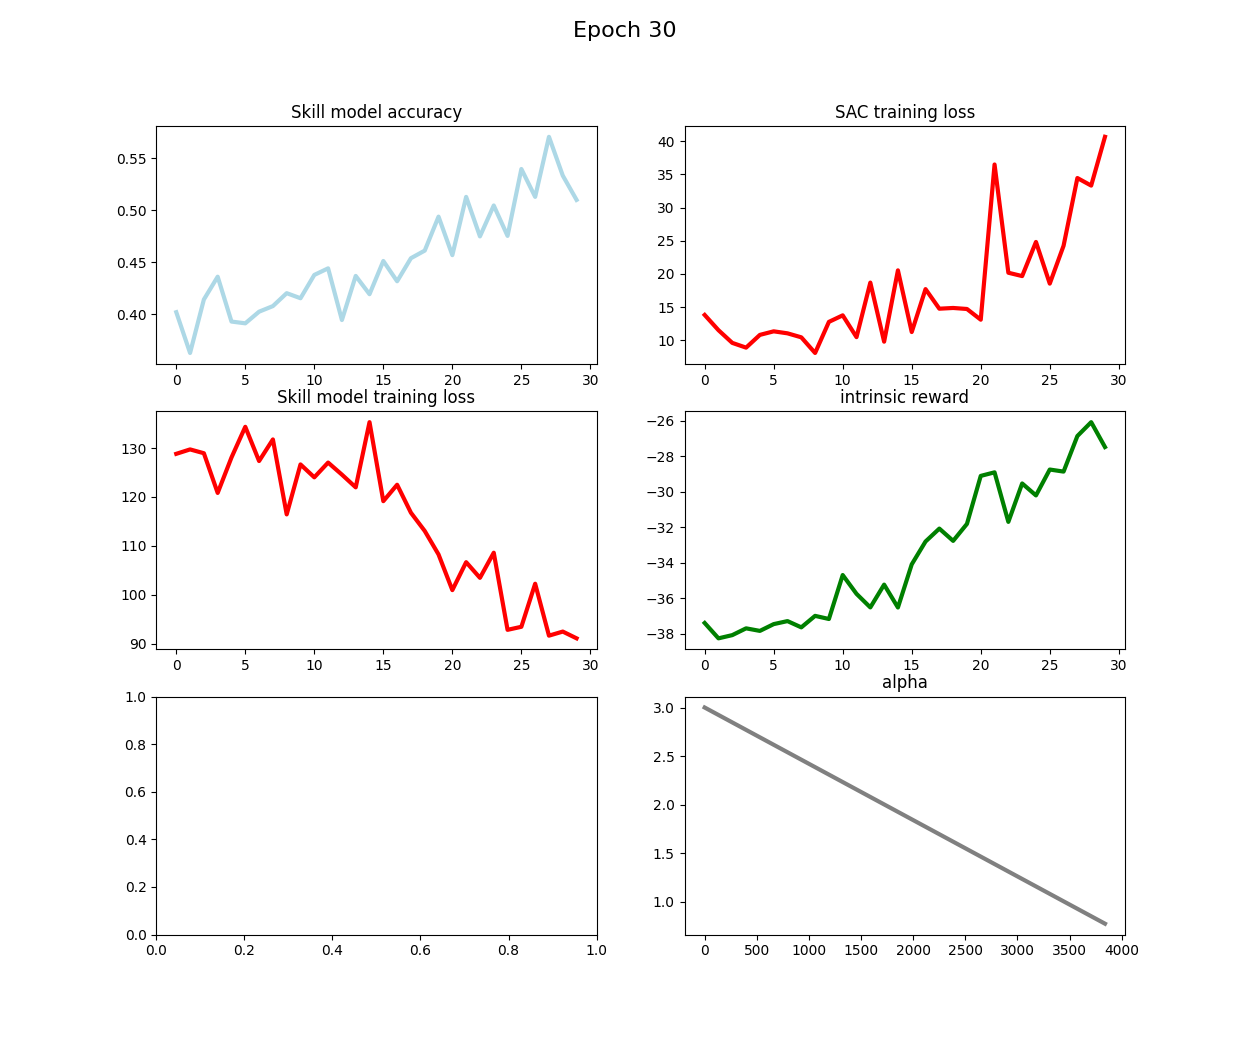 Epoch 30
Skill model accuracy
0.55
0.50
0.45
0.40
0 5 10 15 20 25 30
SAC training loss
40
35
30
25
20
15
10
0 5 10 15 20 25 30
Skill model training loss
130
120
110
100
90
0 5 10 15 20 25 30
intrinsic reward
−26
−28
−30
−32
−34
−36
−38
0 5 10 15 20 25 30
1.0
0.8
0.6
0.4
0.2
0.0
0.0 0.2 0.4 0.6 0.8 1.0
alpha
3.0
2.5
2.0
1.5
1.0
0 500 1000 1500 2000 2500 3000 3500 4000